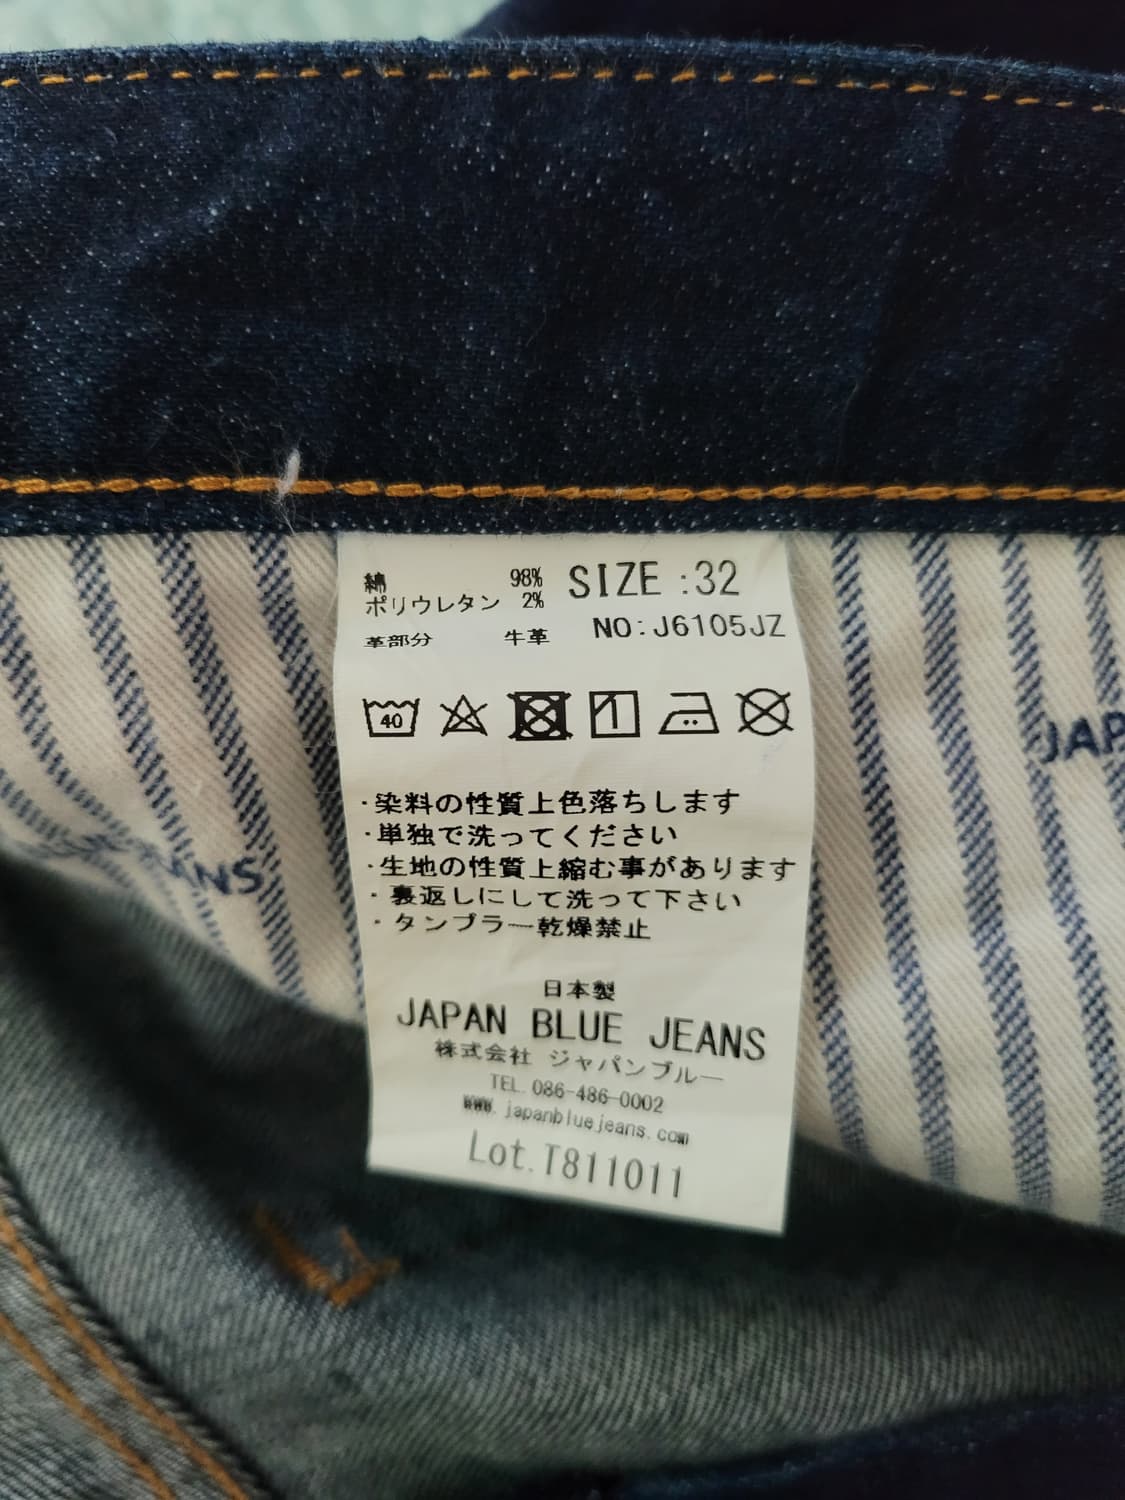 綿 98%
ポリウレタン 2%
革部分 牛革
SIZE :32
NO:J6105JZ
40
・染料の性質上色落ちします
・単独で洗ってください
・生地の性質上縮む事があります
・裏返しにして洗って下さい
・タンブラー乾燥禁止
日本製
JAPAN BLUE JEANS
株式会社 ジャパンブルー
TEL.086-486-0002
www.japanbluejeans.com
Lot.T811011
JAP
JEANS